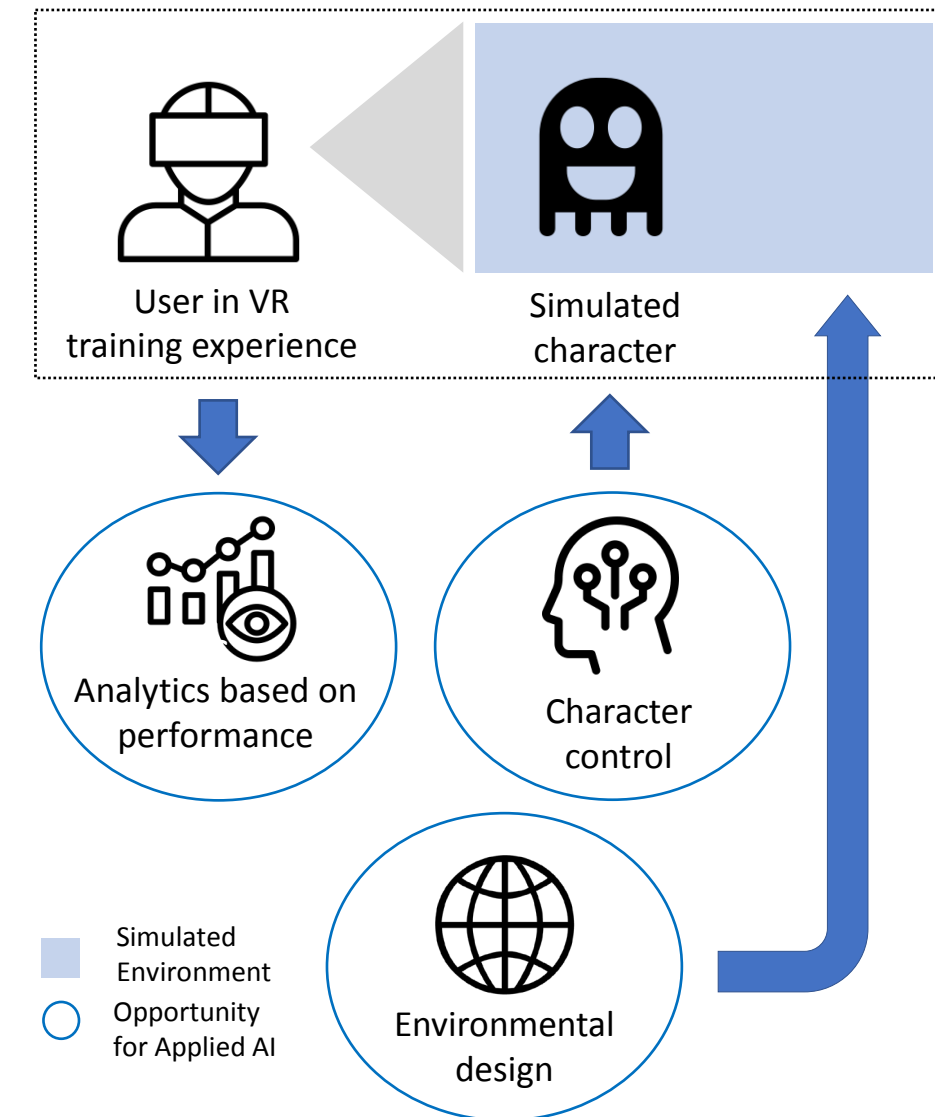 User in VR
training experience
Simulated
character
Analytics based on
performance
Character
control
Environmental
design
Simulated
Environment
Opportunity
for Applied AI